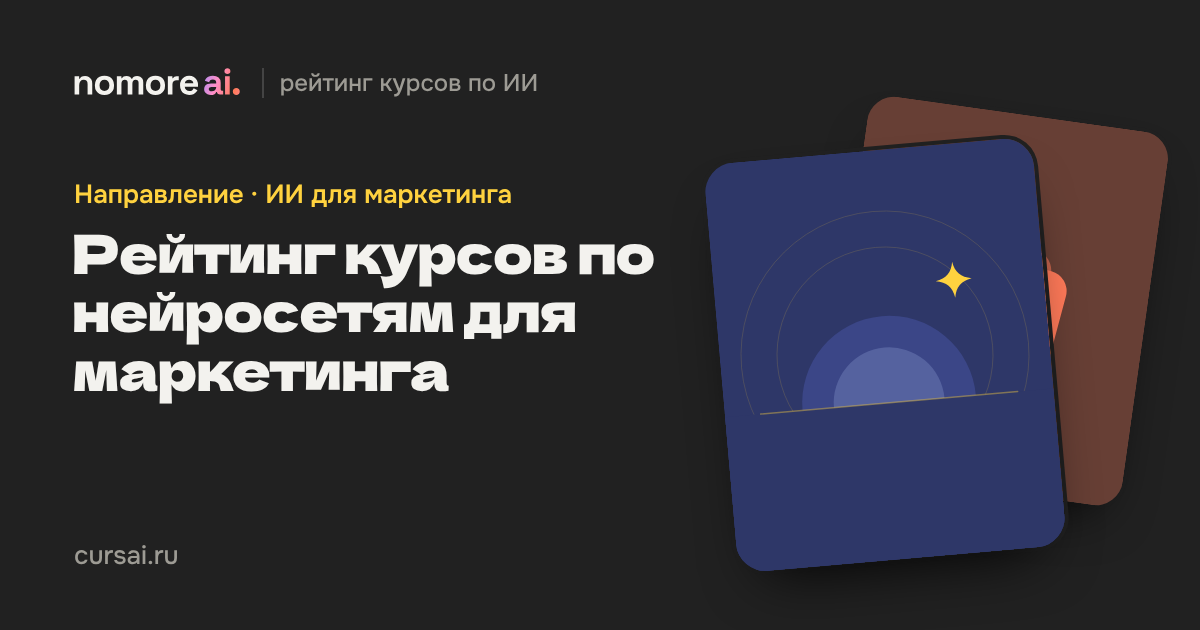 nomore ai. рейтинг курсов по ИИ
Направление · ИИ для маркетинга
Рейтинг курсов по
нейросетям для
маркетинга
cursai.ru